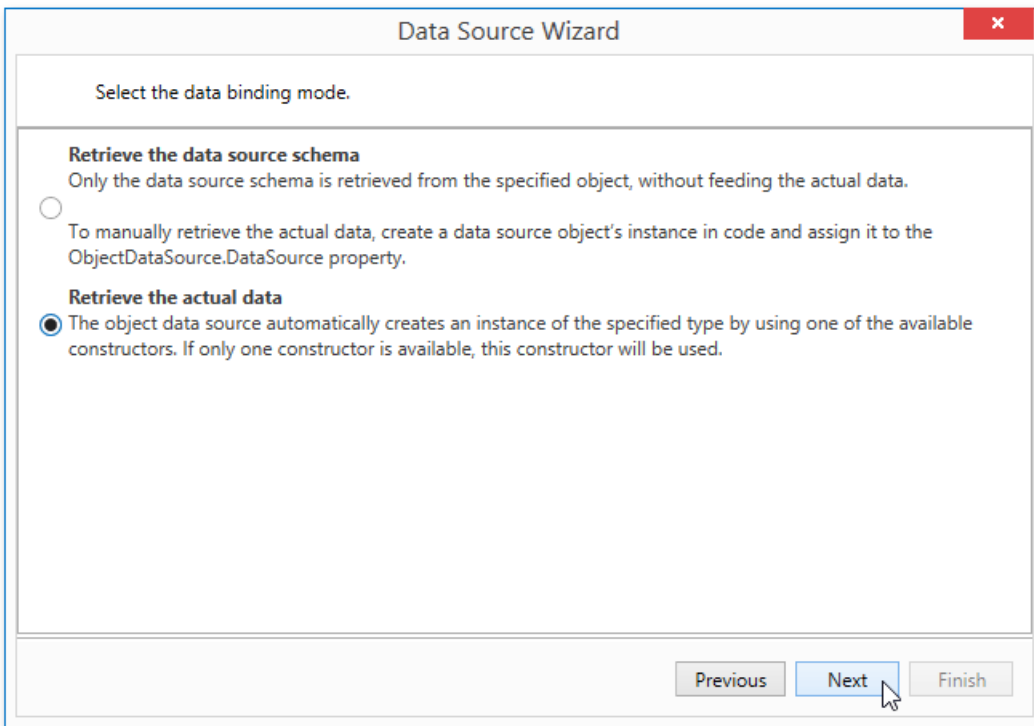 Data Source Wizard
Select the data binding mode.
Retrieve the data source schema
Only the data source schema is retrieved from the specified object, without feeding the actual data.
To manually retrieve the actual data, create a data source object's instance in code and assign it to the
ObjectDataSource.DataSource property.
Retrieve the actual data
The object data source automatically creates an instance of the specified type by using one of the available
constructors. If only one constructor is available, this constructor will be used.
Previous Next Finish